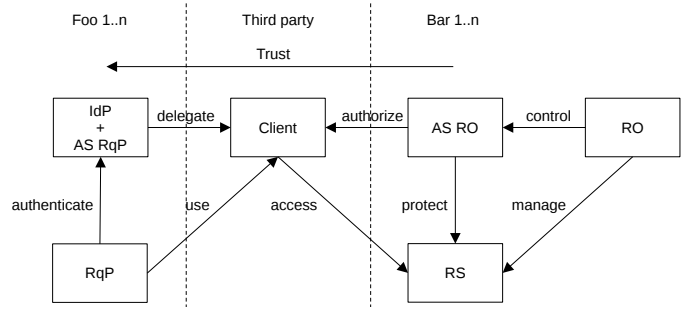 Foo 1..n
Third party
Bar 1..n
Trust
IdP
+
AS RqP
delegate
Client
authorize
AS RO
control
RO
authenticate
use
access
protect
manage
RqP
RS